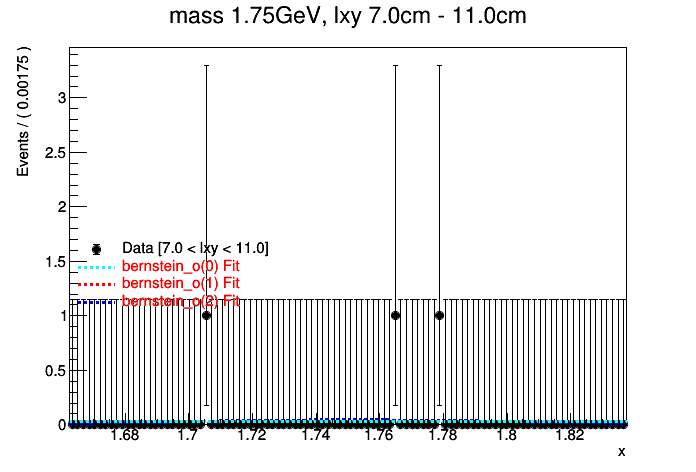 mass 1.75GeV, lxy 7.0cm - 11.0cm
Events / ( 0.00175 )
3
2.5
2
1.5
1
0.5
0
Data [7.0 < lxy < 11.0]
bernstein_o(0) Fit
bernstein_o(1) Fit
bernstein_o(2) Fit
1.68 1.7 1.72 1.74 1.76 1.78 1.8 1.82
x